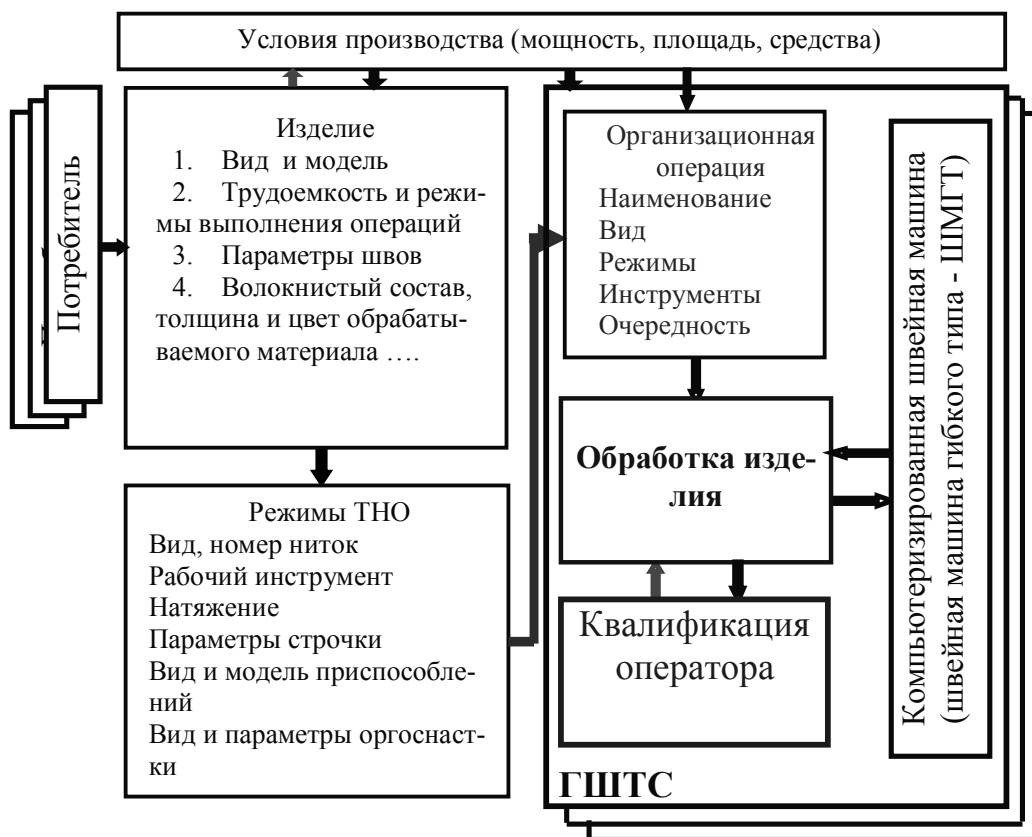 Условия производства (мощность, площадь, средства)
Потребитель
Изделие
1. Вид и модель
2. Трудоемкость и режи-
мы выполнения операций
3. Параметры швов
4. Волокнистый состав,
толщина и цвет обрабаты-
ваемого материала ….
Режимы ТНО
Вид, номер ниток
Рабочий инструмент
Натяжение
Параметры строчки
Вид и модель приспособле-
ний
Вид и параметры оргоснаст-
ки
Организационная
операция
Наименование
Вид
Режимы
Инструменты
Очередность
Обработка изде-
лия
Квалификация
оператора
Компьютеризированная швейная машина
(швейная машина гибкого типа - ШМГТ)
ГШТС